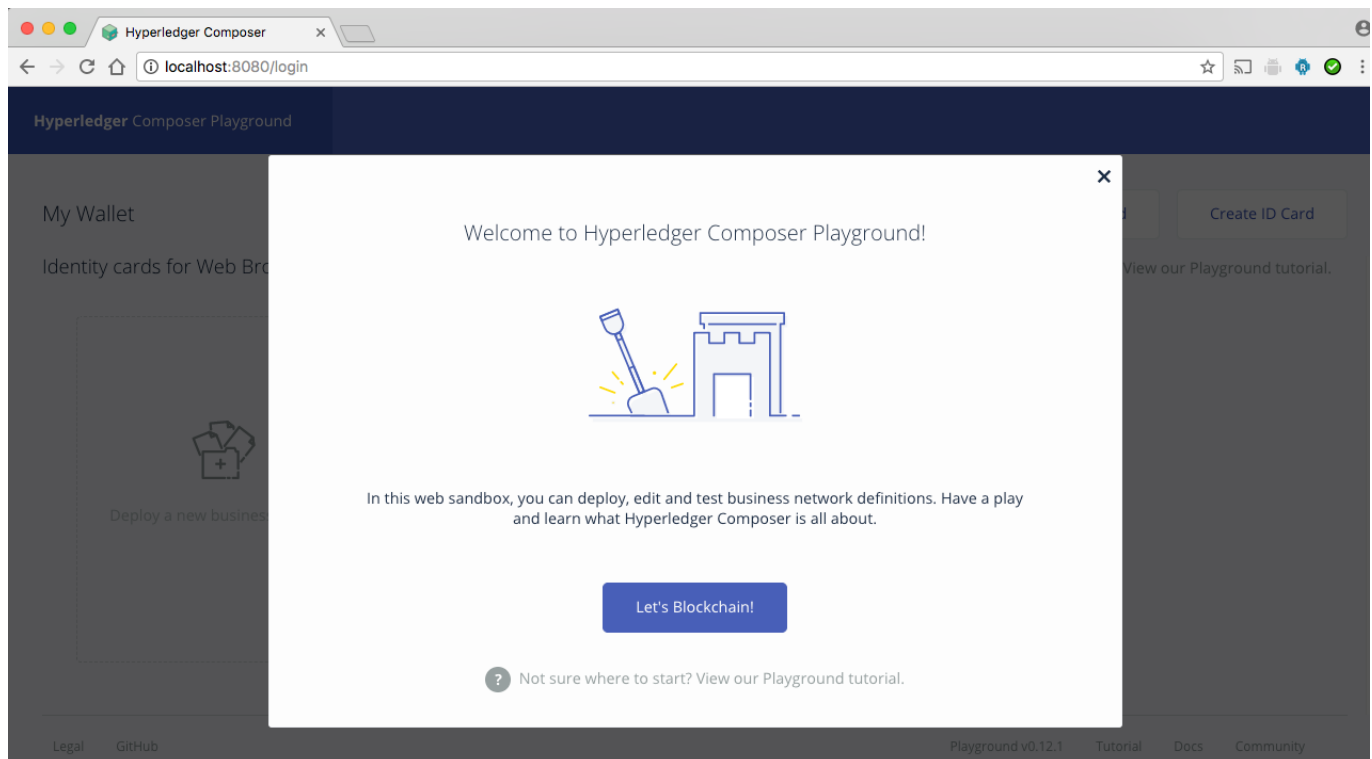 Hyperledger Composer
localhost:8080/login
Hyperledger Composer Playground
My Wallet
Create ID Card
Identity cards for Web
View our Playground tutorial.
Welcome to Hyperledger Composer Playground!
Deploy a new
In this web sandbox, you can deploy, edit and test business network definitions. Have a play
and learn what Hyperledger Composer is all about.
Let's Blockchain!
? Not sure where to start? View our Playground tutorial.
Legal GitHub
Playground v0.12.1 Tutorial Docs Community